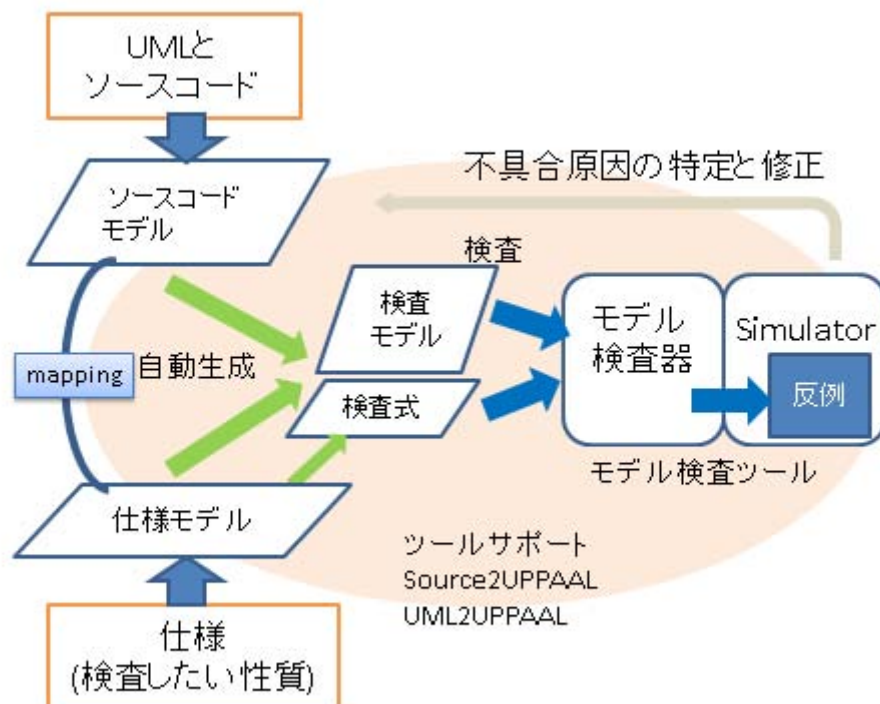 UMLと
ソースコード
不具合原因の特定と修正
ソースコード
モデル
検査
検査
モデル
モデル
検査器
Simulator
mapping
自動生成
検査式
反例
モデル検査ツール
仕様モデル
ツールサポート
Source2UPPAAL
UML2UPPAAL
仕様
(検査したい性質)